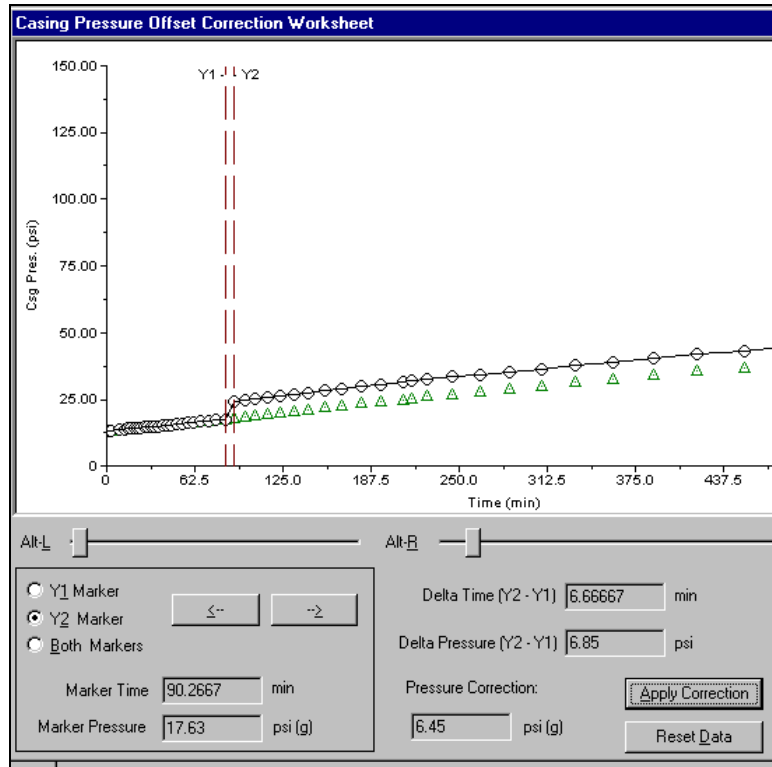 Casing Pressure Offset Correction Worksheet
150.00
Y1 - - Y2
125.00
100.00
75.00
50.00
25.00
0
Csg Pres. (psi)
0 62.5 125.0 187.5 250.0 312.5 375.0 437.5
Time (min)
Alt-L
Alt-R
Y1 Marker
Y2 Marker
Both Markers
<-- -->
Marker Time 90.2667 min
Marker Pressure 17.63 psi (g)
Delta Time (Y2 - Y1) 6.66667 min
Delta Pressure (Y2 - Y1) 6.85 psi
Pressure Correction:
6.45 psi (g)
Apply Correction
Reset Data